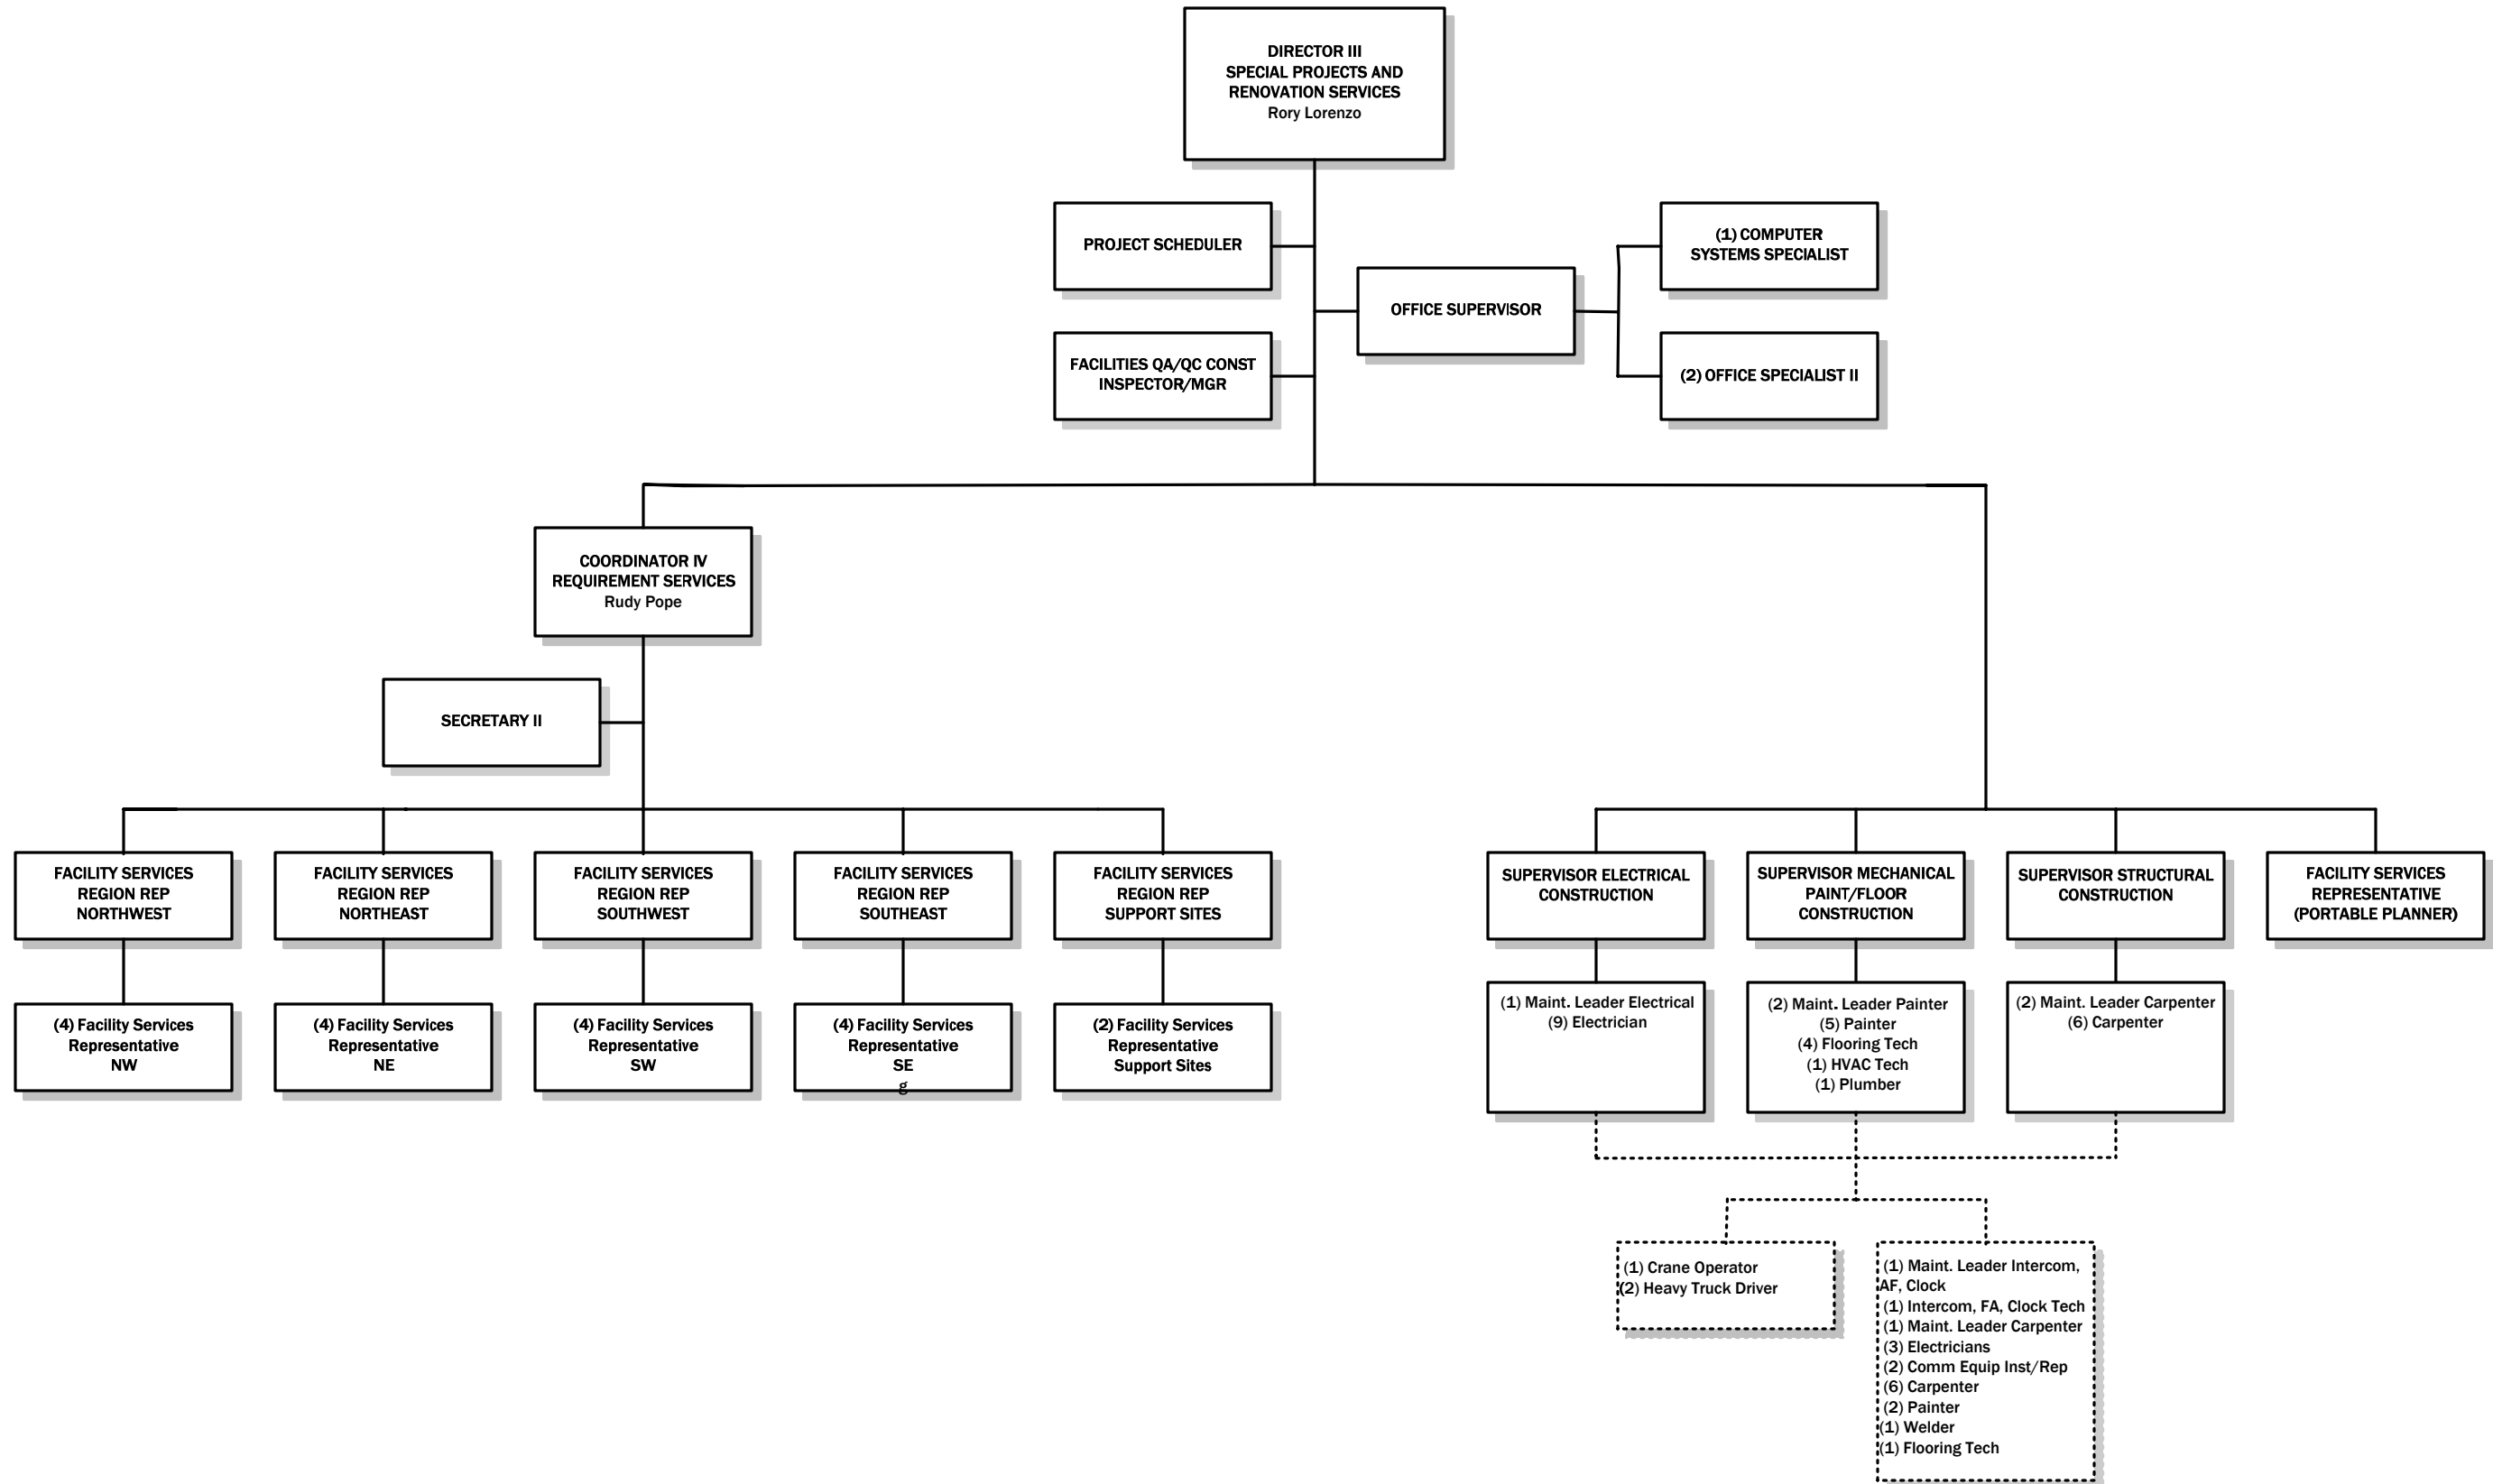 DIRECTOR III
SPECIAL PROJECTS AND
RENOVATION SERVICES
Rory Lorenzo
PROJECT SCHEDULER
(1) COMPUTER
SYSTEMS SPECIALIST
OFFICE SUPERVISOR
FACILITIES QA/QC CONST
INSPECTOR/MGR
(2) OFFICE SPECIALIST II
COORDINATOR IV
REQUIREMENT SERVICES
Rudy Pope
SECRETARY II
FACILITY SERVICES
REGION REP
NORTHWEST
FACILITY SERVICES
REGION REP
NORTHEAST
FACILITY SERVICES
REGION REP
SOUTHWEST
FACILITY SERVICES
REGION REP
SOUTHEAST
FACILITY SERVICES
REGION REP
SUPPORT SITES
SUPERVISOR ELECTRICAL
CONSTRUCTION
SUPERVISOR MECHANICAL
PAINT/FLOOR
CONSTRUCTION
SUPERVISOR STRUCTURAL
CONSTRUCTION
FACILITY SERVICES
REPRESENTATIVE
(PORTABLE PLANNER)
(4) Facility Services
Representative
NW
(4) Facility Services
Representative
NE
(4) Facility Services
Representative
SW
(4) Facility Services
Representative
SE
g
(2) Facility Services
Representative
Support Sites
(1) Maint. Leader Electrical
(9) Electrician
(2) Maint. Leader Painter
(5) Painter
(4) Flooring Tech
(1) HVAC Tech
(1) Plumber
(2) Maint. Leader Carpenter
(6) Carpenter
(1) Crane Operator
(2) Heavy Truck Driver
(1) Maint. Leader Intercom,
AF, Clock
(1) Intercom, FA, Clock Tech
(1) Maint. Leader Carpenter
(3) Electricians
(2) Comm Equip Inst/Rep
(6) Carpenter
(2) Painter
(1) Welder
(1) Flooring Tech